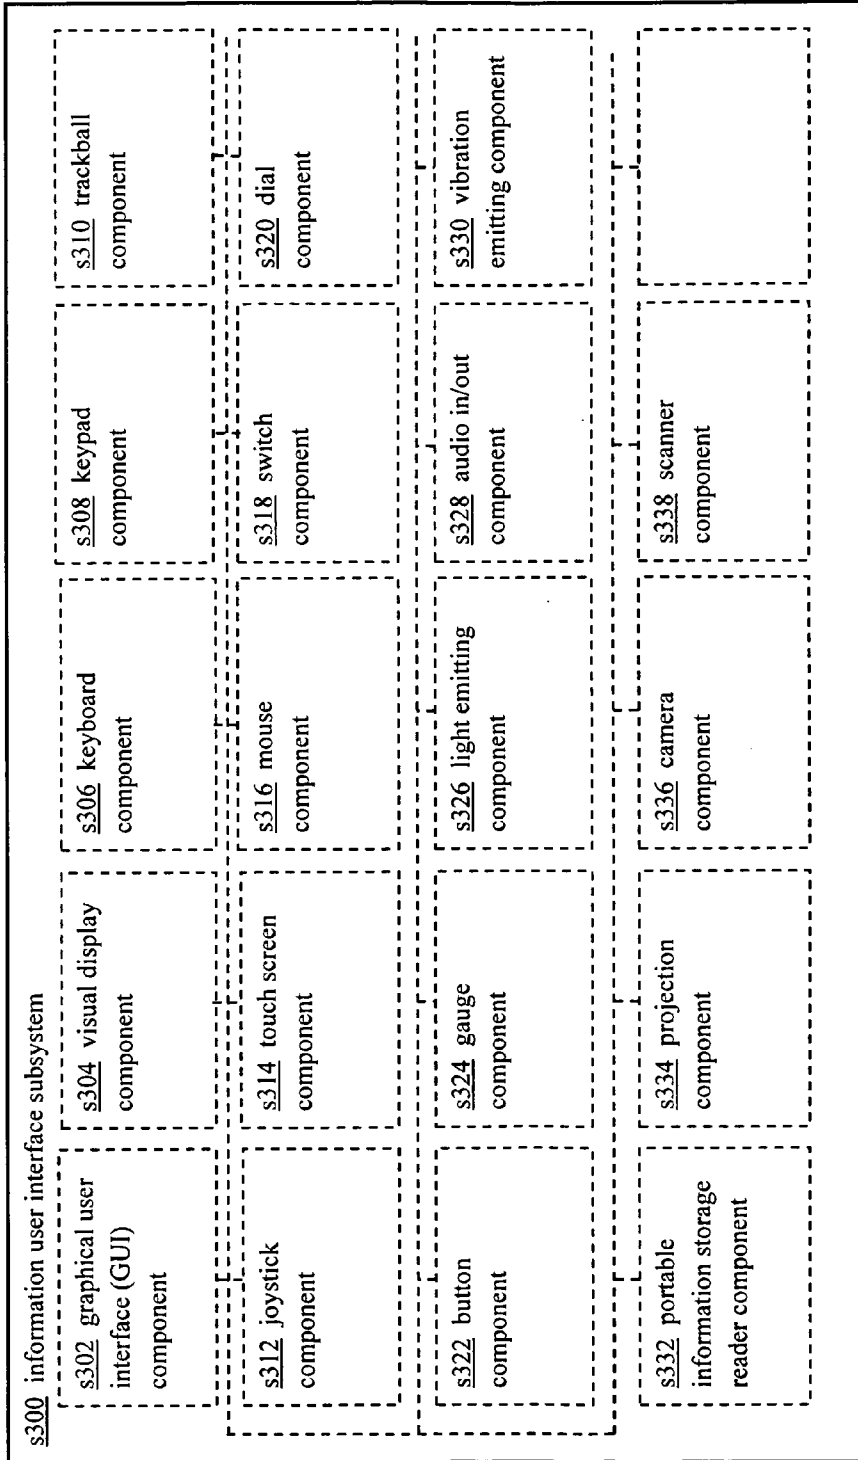 s300 information user interface subsystem
s302 graphical user
interface (GUI)
component
s304 visual display
component
s306 keyboard
component
s308 keypad
component
s310 trackball
component
s312 joystick
component
s314 touch screen
component
s316 mouse
component
s318 switch
component
s320 dial
component
s322 button
component
s324 gauge
component
s326 light emitting
component
s328 audio in/out
component
s330 vibration
emitting component
s332 portable
information storage
reader component
s334 projection
component
s336 camera
component
s338 scanner
component